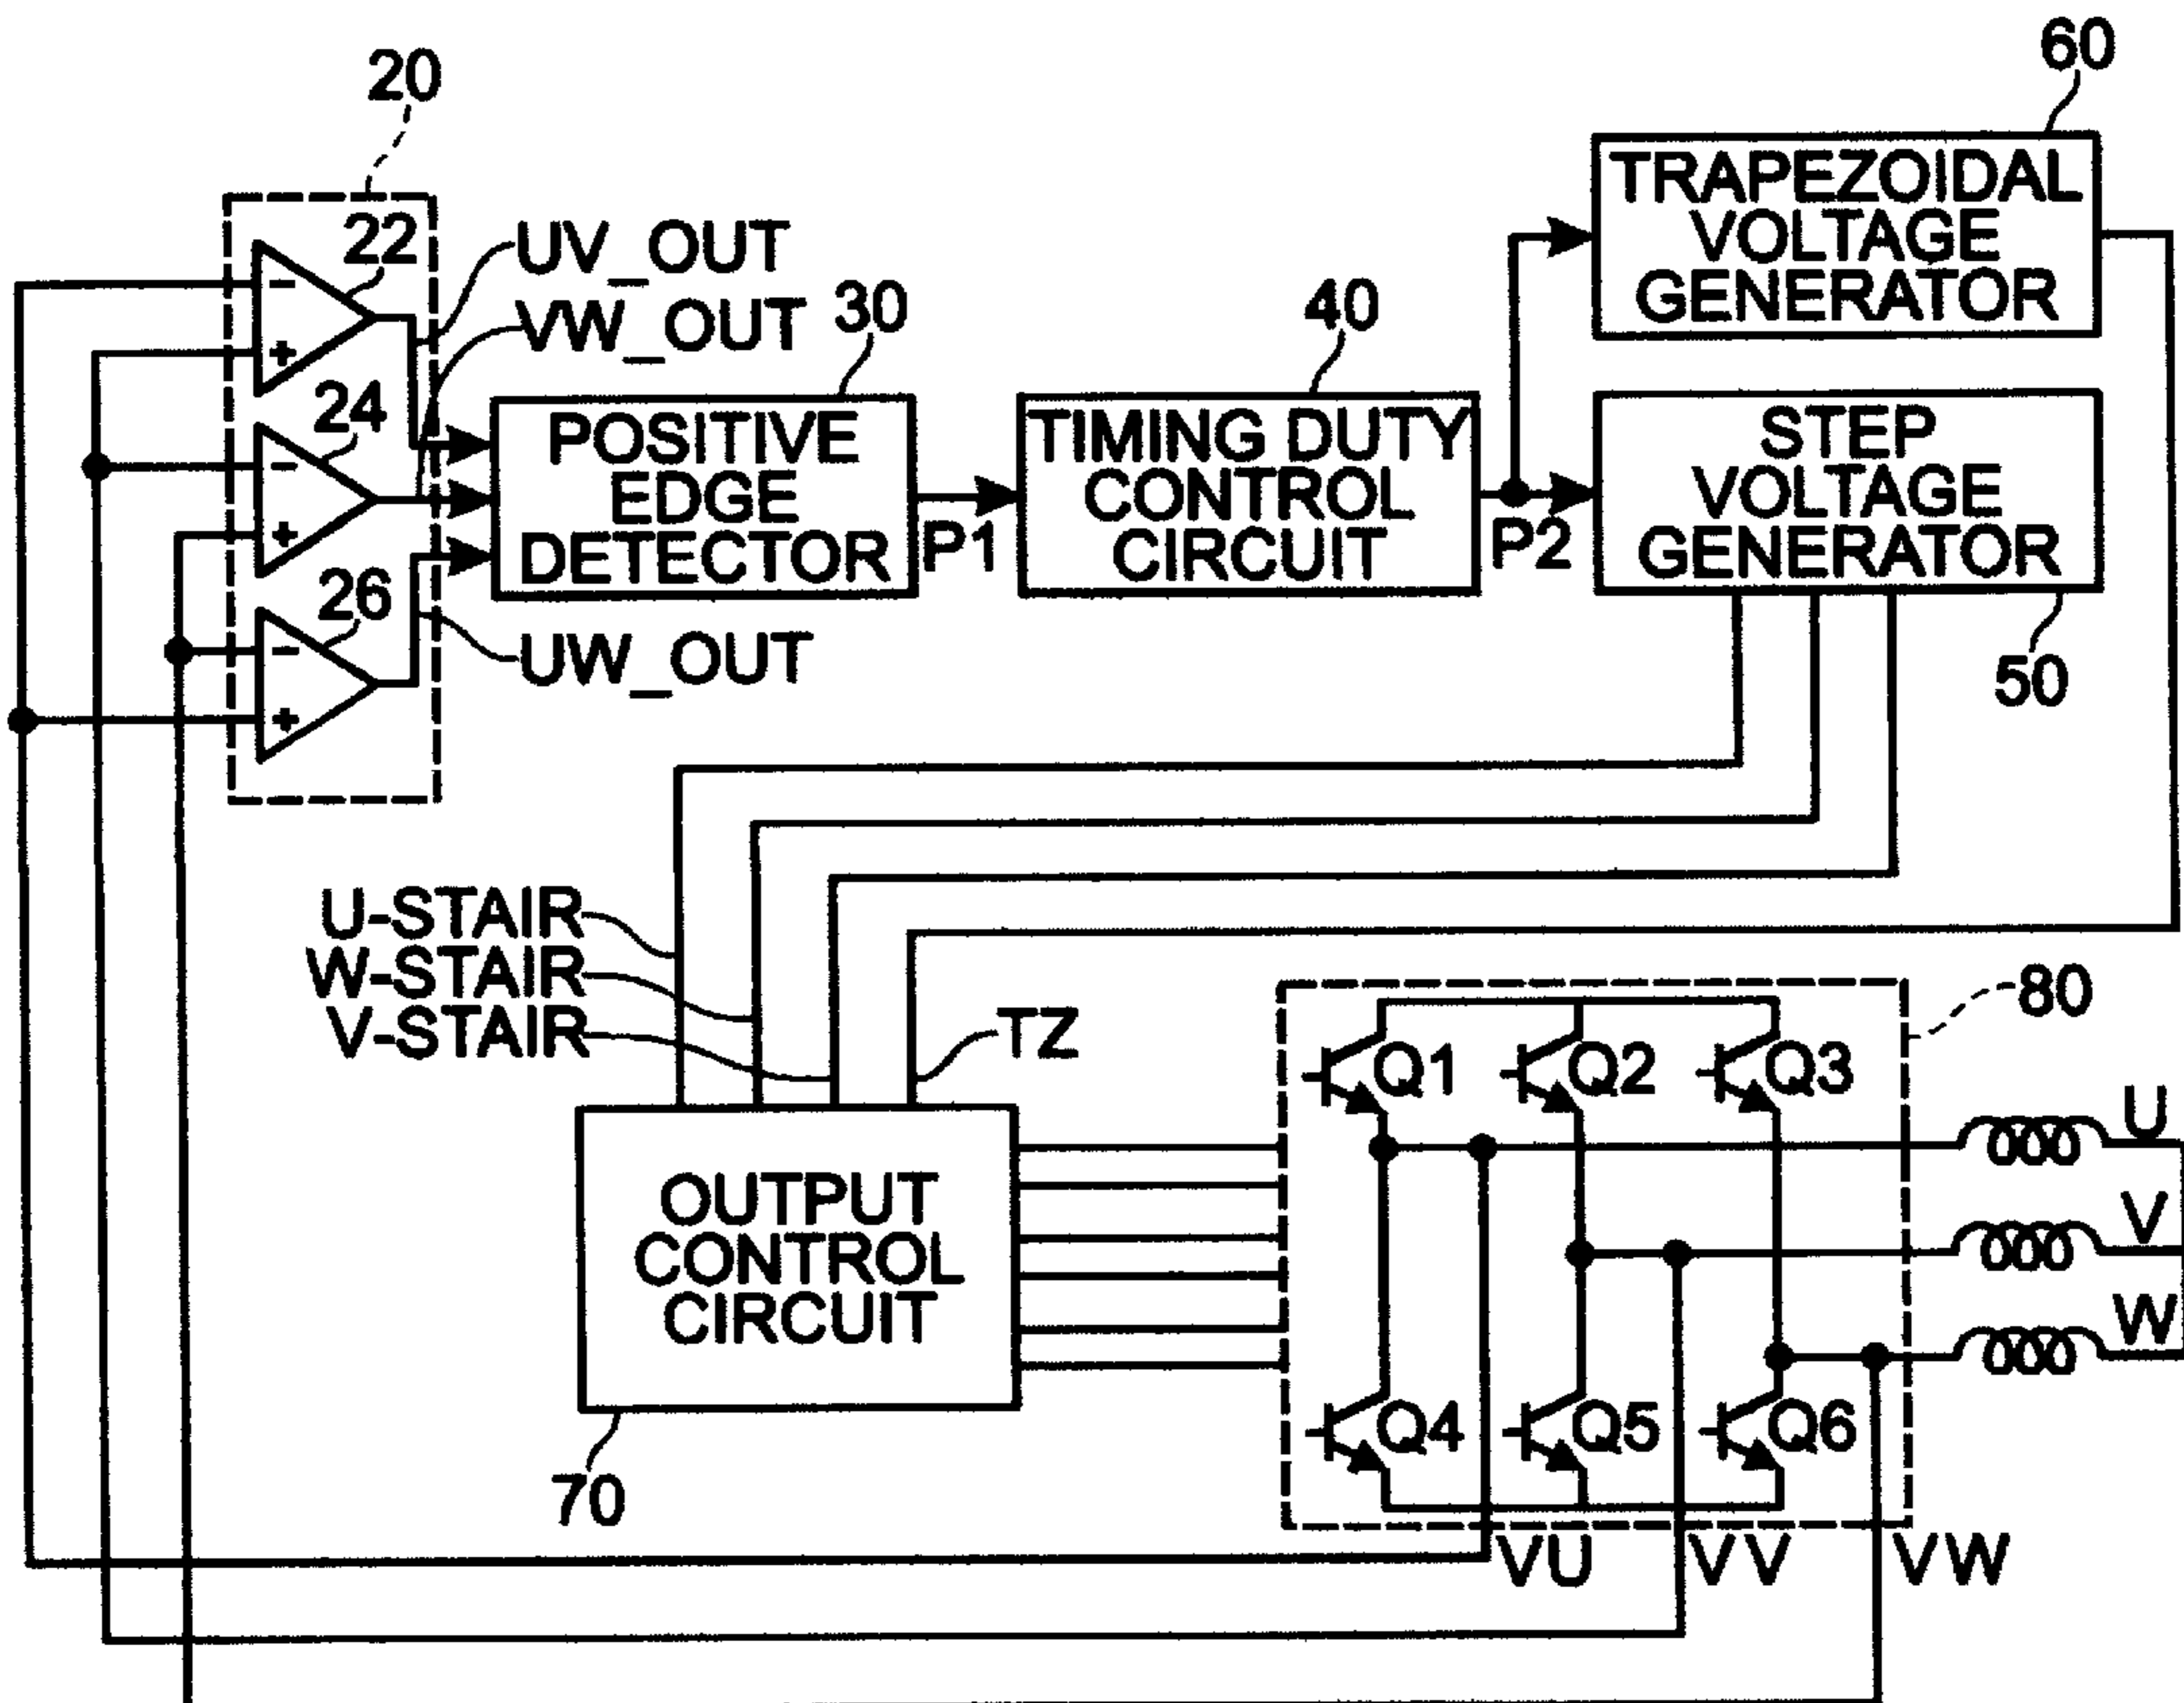 20
60
TRAPEZOIDAL
VOLTAGE
GENERATOR
22
-
+
UV_OUT
VW_OUT
30
40
24
-
+
POSITIVE
EDGE
DETECTOR
P1
TIMING DUTY
CONTROL
CIRCUIT
P2
STEP
VOLTAGE
GENERATOR
50
26
-
+
UW_OUT
U-STAIR
W-STAIR
V-STAIR
TZ
80
Q1
Q2
Q3
U
V
W
OUTPUT
CONTROL
CIRCUIT
70
Q4
Q5
Q6
VU
VV
VW